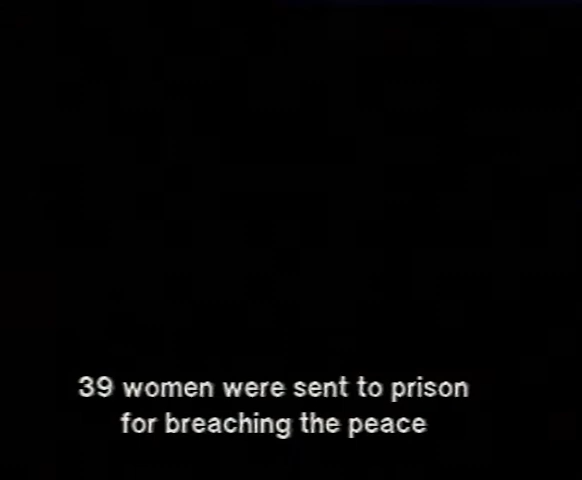 39 women were sent to prison
for breaching the peace